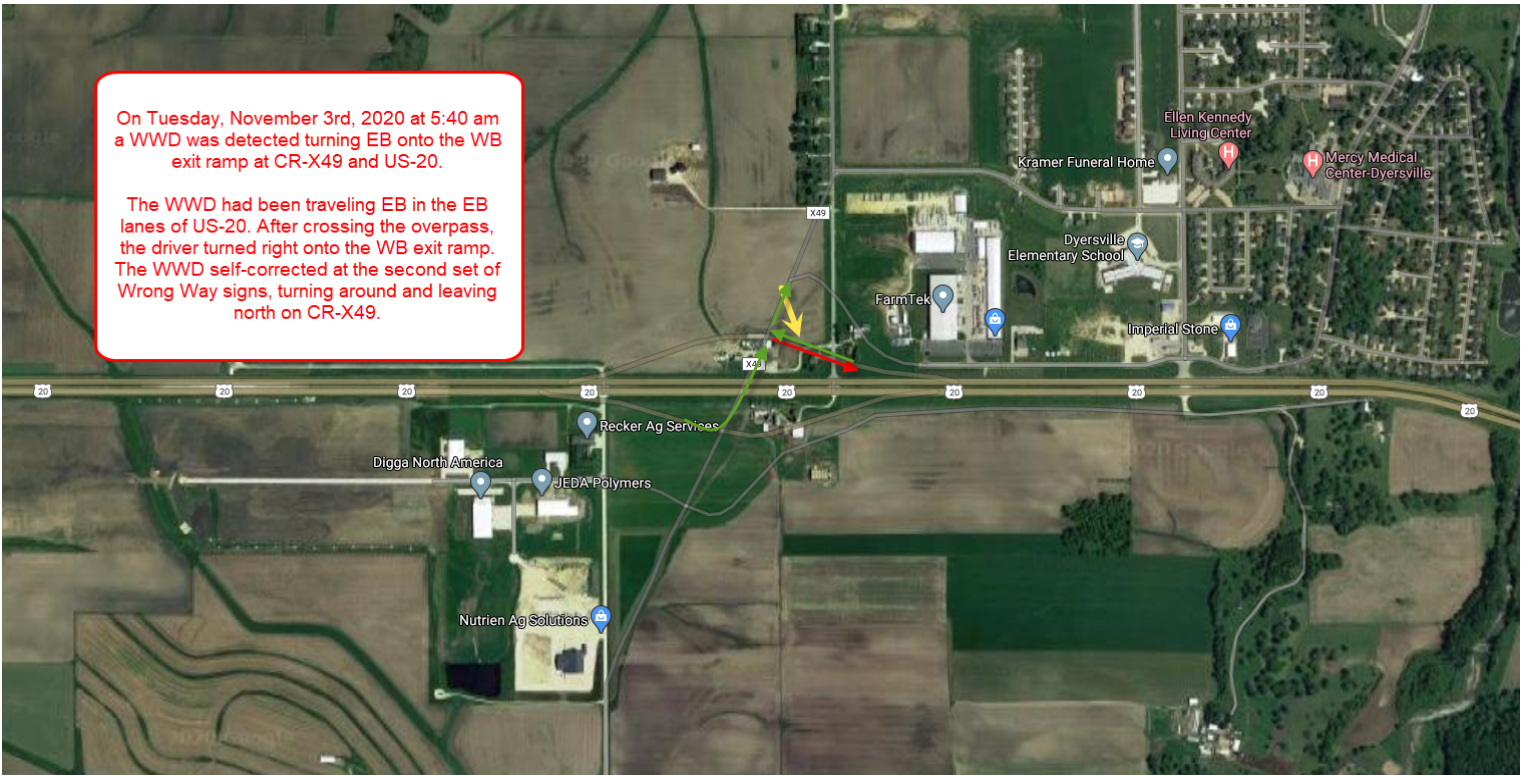 On Tuesday, November 3rd, 2020 at 5:40 am
a WWD was detected turning EB onto the WB
exit ramp at CR-X49 and US-20.
The WWD had been traveling EB in the EB
lanes of US-20. After crossing the overpass,
the driver turned right onto the WB exit ramp.
The WWD self-corrected at the second set of
Wrong Way signs, turning around and leaving
north on CR-X49.
Ellen Kennedy
Living Center
Kramer Funeral Home
Mercy Medical
Center-Dyersville
X49
Dyersville
Elementary School
FarmTek
Imperial Stone
X49
20
20
20
20
20
20
20
20
20
Recker Ag Services
Digga North America
JEDA Polymers
Nutrien Ag Solutions